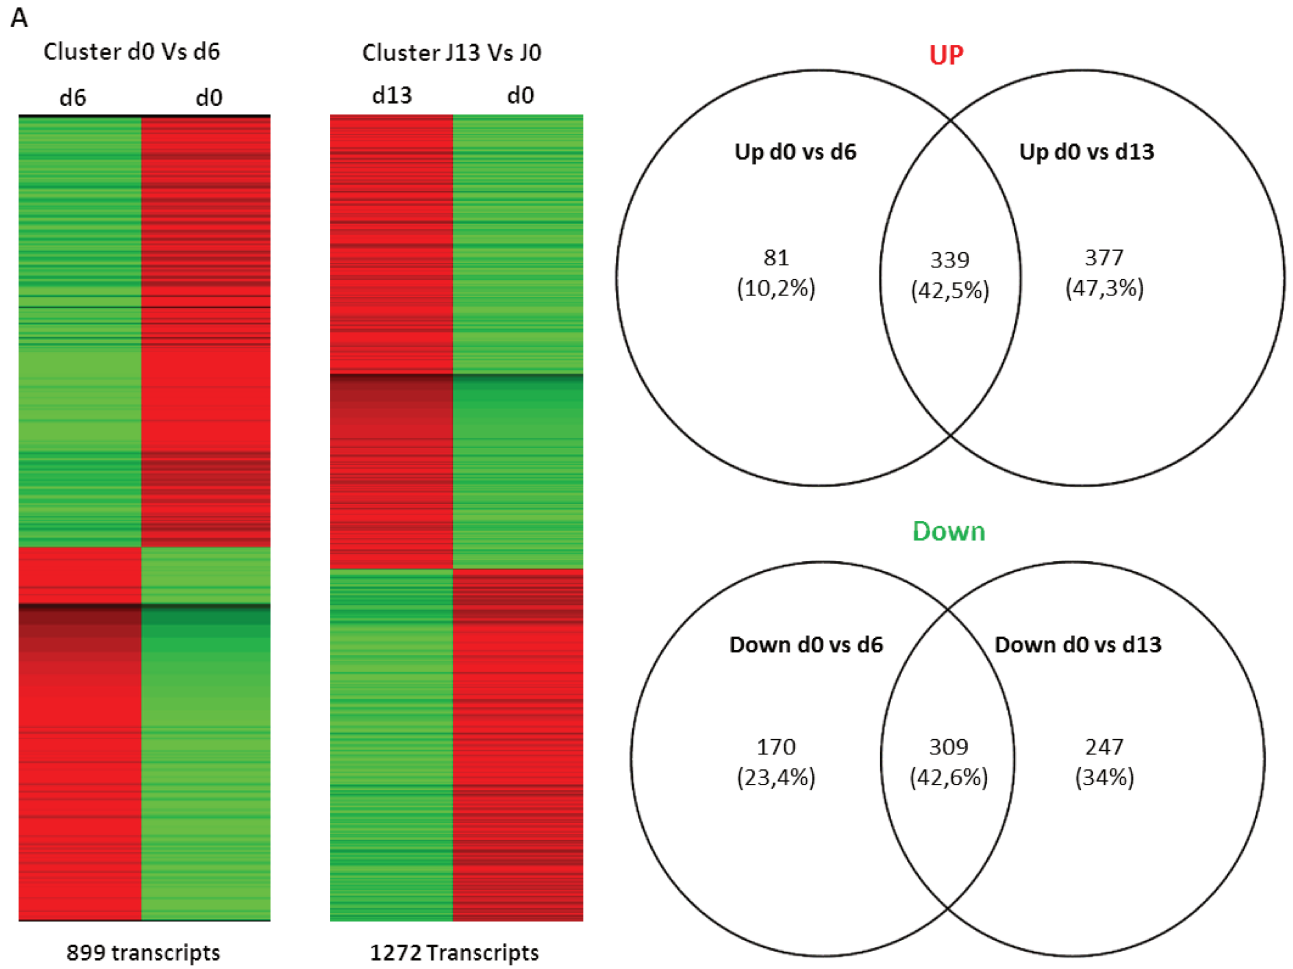 A
Cluster d0 Vs d6
d6 d0
899 transcripts
Cluster J13 Vs J0
d13 d0
1272 Transcripts
UP
Up d0 vs d6
Up d0 vs d13
81
(10,2%)
339
(42,5%)
377
(47,3%)
Down
Down d0 vs d6
Down d0 vs d13
170
(23,4%)
309
(42,6%)
247
(34%)